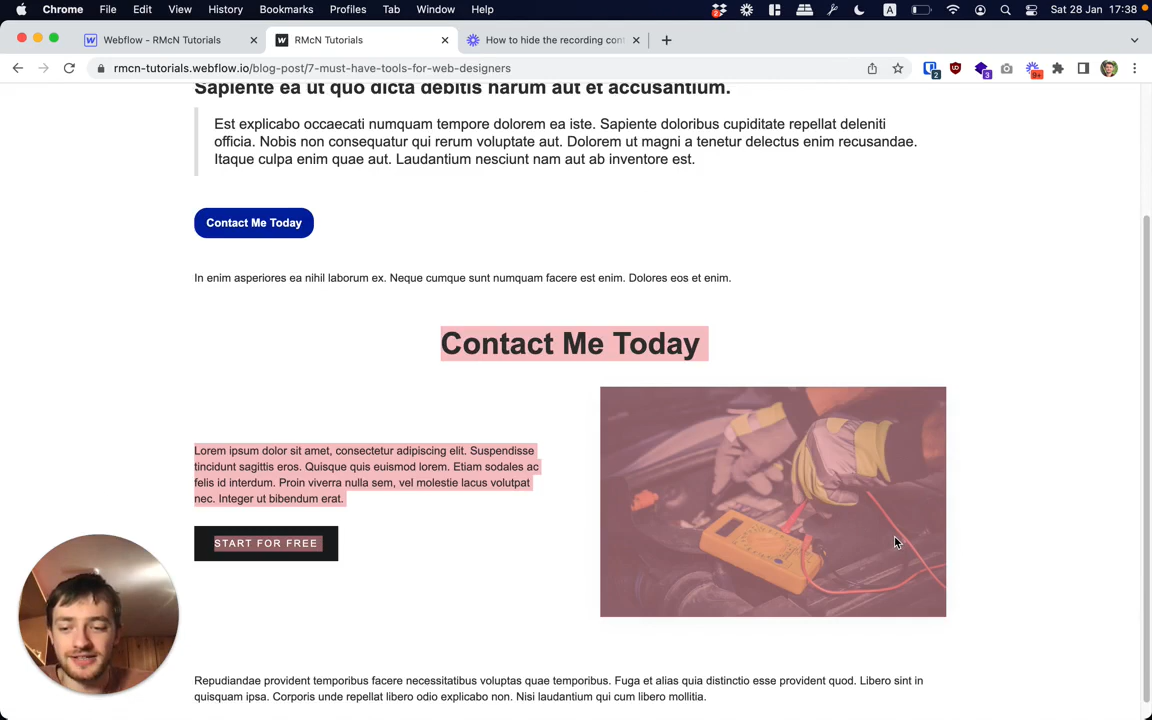 Chrome File Edit View History Bookmarks Profiles Tab Window Help
2 A Sat 28 Jan 17:38
Webflow - RMcN Tutorials
RMcN Tutorials
How to hide the recording cont
rmcn-tutorials.webflow.io/blog-post/7-must-have-tools-for-web-designers
2 3 9+
Sapiente ea ut quo dicta debitis harum aut et accusantium.
Est explicabo occaecati numquam tempore dolorem ea iste. Sapiente doloribus cupiditate repellat deleniti
officia. Nobis non consequatur qui rerum voluptate aut. Dolorem ut magni a tenetur delectus enim recusandae.
Itaque culpa enim quae aut. Laudantium nesciunt nam aut ab inventore est.
Contact Me Today
In enim asperiores ea nihil laborum ex. Neque cumque sunt numquam facere est enim. Dolores eos et enim.
Contact Me Today
Lorem ipsum dolor sit amet, consectetur adipiscing elit. Suspendisse
tincidunt sagittis eros. Quisque quis euismod lorem. Etiam sodales ac
felis id interdum. Proin viverra nulla sem, vel molestie lacus volutpat
nec. Integer ut bibendum erat.
START FOR FREE
Repudiandae provident temporibus facere necessitatibus voluptas quae temporibus. Fuga et alias quia distinctio esse provident quod. Libero sint in
quisquam ipsa. Corporis unde repellat libero odio explicabo non. Nisi laudantium qui cum libero mollitia.